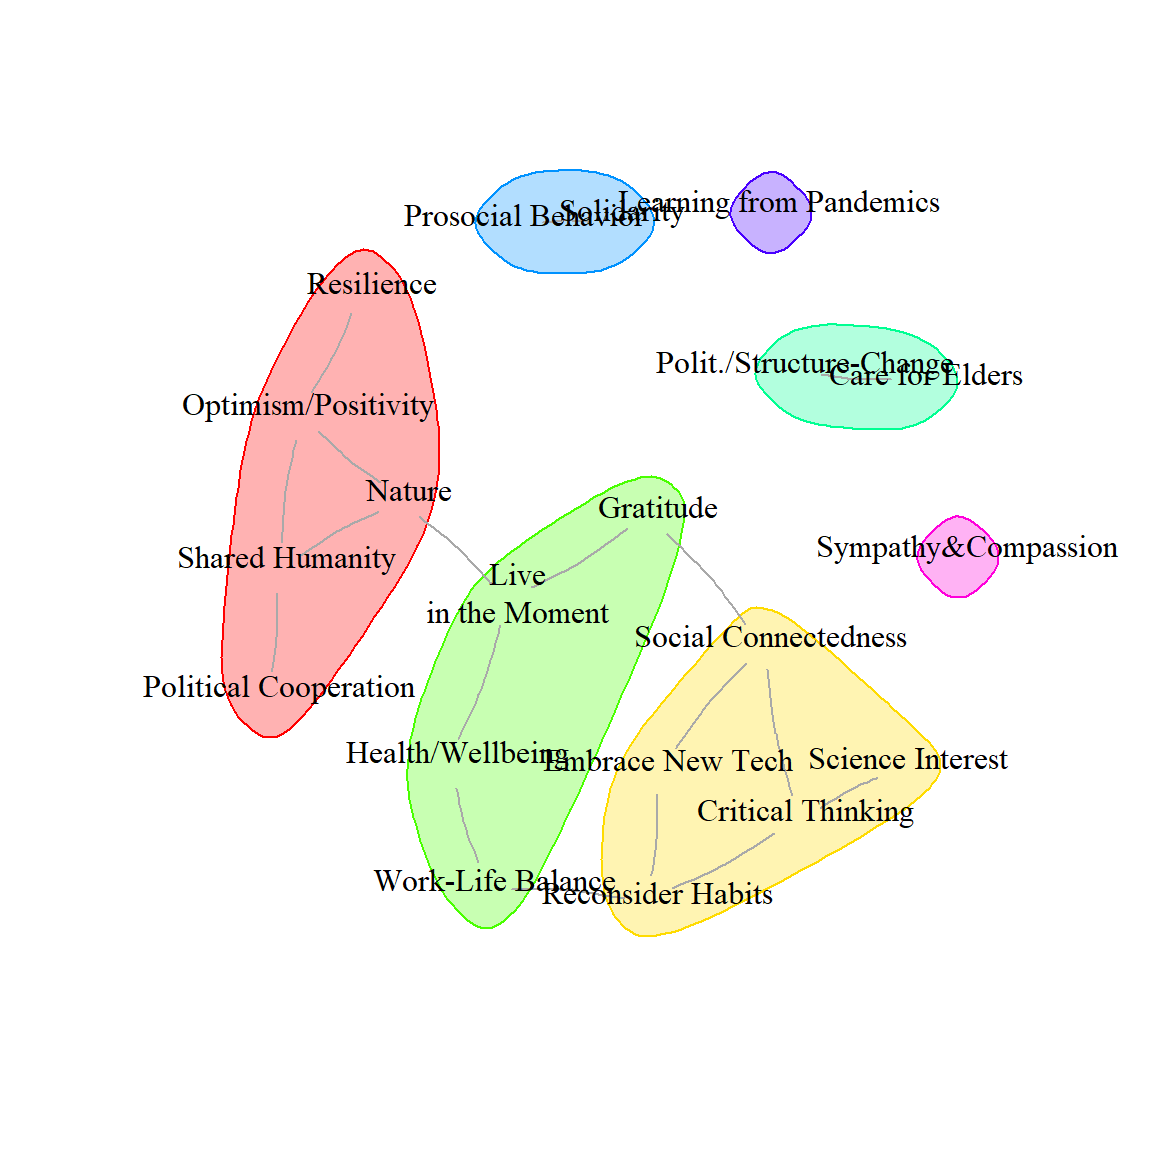 Learning from Pandemics
Prosocial Behavior
Solidarity
Resilience
Polit./Structure-Change
Care for Elders
Optimism/Positivity
Nature
Gratitude
Shared Humanity
Sympathy&Compassion
Live
in the Moment
Social Connectedness
Political Cooperation
Health/Wellbeing
Embrace New Tech
Science Interest
Critical Thinking
Work-Life Balance
Reconsider Habits